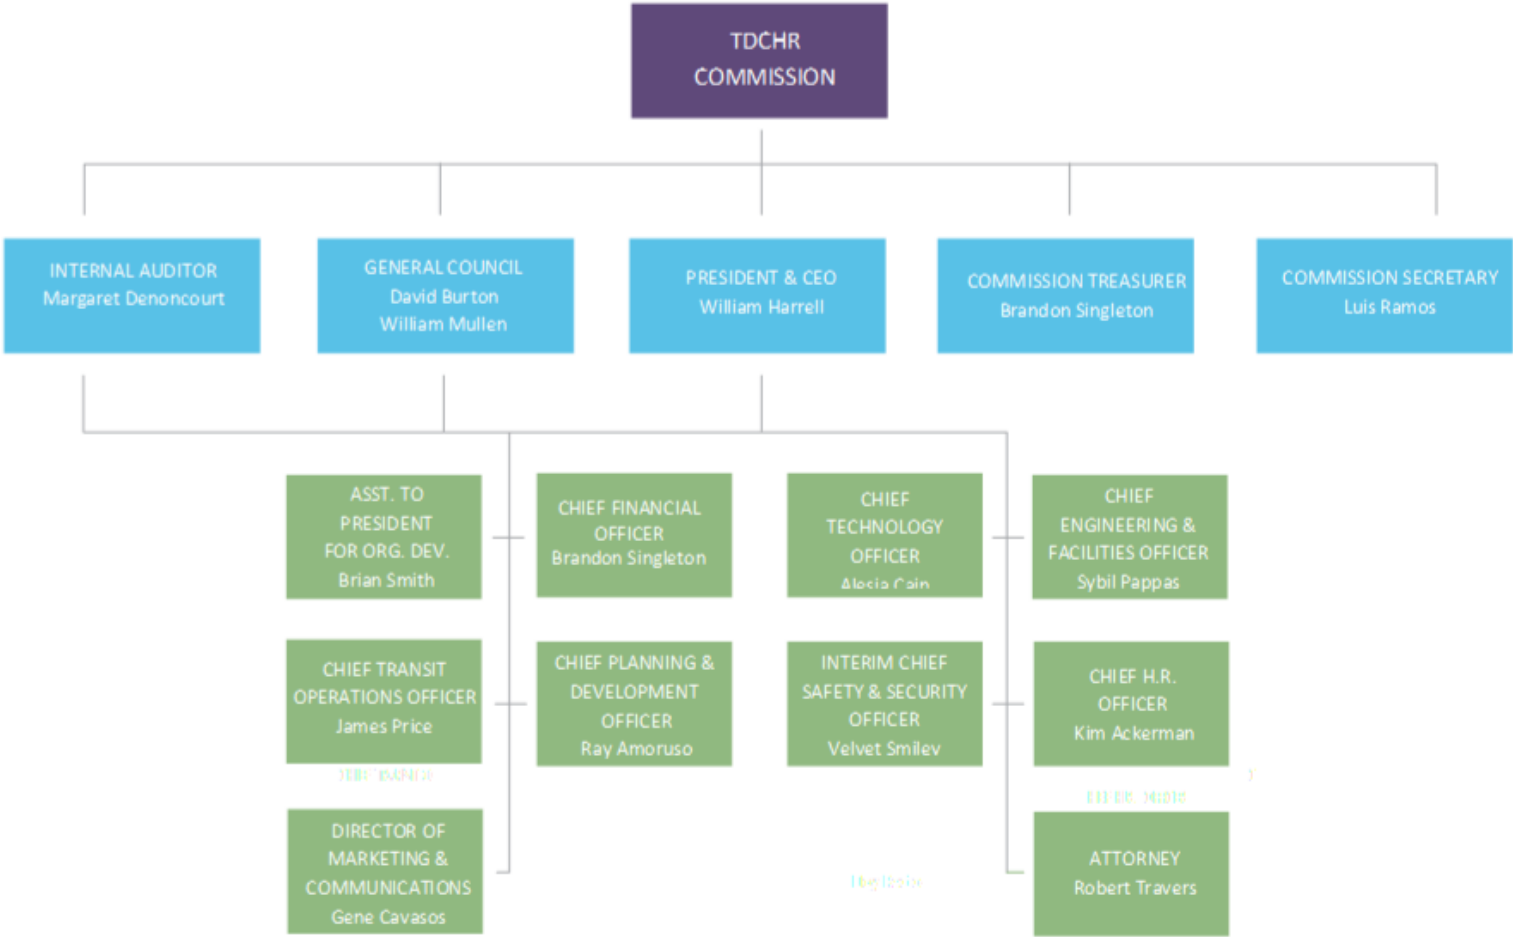 TDCHR
COMMISSION
INTERNAL AUDITOR
Margaret Denoncourt
GENERAL COUNCIL
David Burton
William Mullen
PRESIDENT & CEO
William Harrell
COMMISSION TREASURER
Brandon Singleton
COMMISSION SECRETARY
Luis Ramos
ASST. TO
PRESIDENT
FOR ORG. DEV.
Brian Smith
CHIEF FINANCIAL
OFFICER
Brandon Singleton
CHIEF
TECHNOLOGY
OFFICER
Alesia Cain
CHIEF
ENGINEERING &
FACILITIES OFFICER
Sybil Pappas
CHIEF TRANSIT
OPERATIONS OFFICER
James Price
CHIEF PLANNING &
DEVELOPMENT
OFFICER
Ray Amoruso
INTERIM CHIEF
SAFETY & SECURITY
OFFICER
Velvet
CHIEF H.R.
OFFICER
Kim Ackerman
DIRECTOR OF
MARKETING &
COMMUNICATIONS
Gene Cavasos
ATTORNEY
Robert Travers